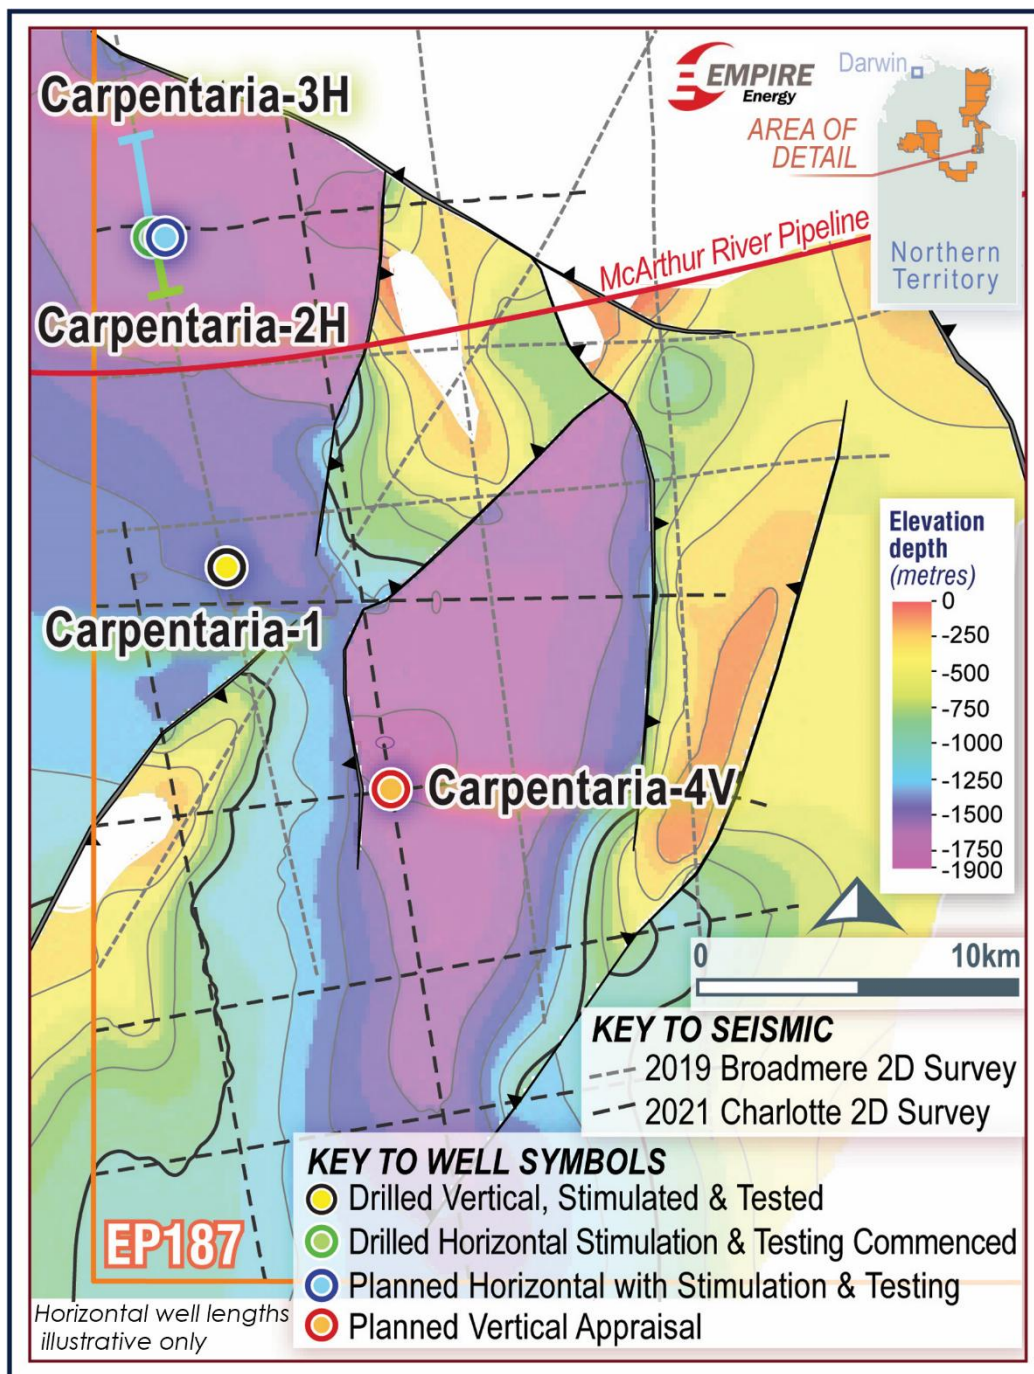 Carpentaria-3H
EMPIRE
Energy
Darwin
AREA OF
DETAIL
Northern
Territory
McArthur River Pipeline
Carpentaria-2H
Carpentaria-1
Carpentaria-4V
Elevation
depth
(metres)
0
-250
-500
-750
-1000
-1250
-1500
-1750
-1900
0 10km
KEY TO SEISMIC
2019 Broadmere 2D Survey
2021 Charlotte 2D Survey
KEY TO WELL SYMBOLS
Drilled Vertical, Stimulated & Tested
Drilled Horizontal Stimulation & Testing Commenced
Planned Horizontal with Stimulation & Testing
Planned Vertical Appraisal
EP187
Horizontal well lengths
illustrative only